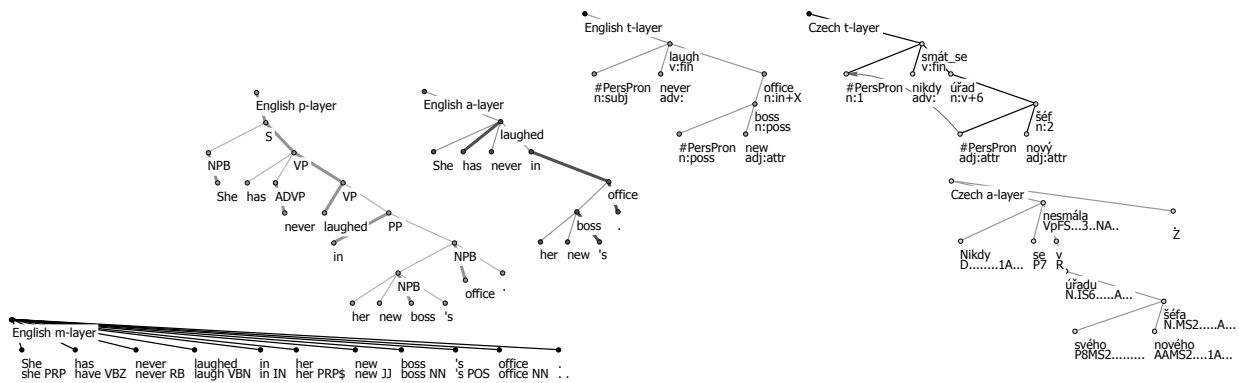 English t-layer
laugh
v:fin
#PersPron
n:subj
never
adv:
office
n:in+X
boss
n:poss
#PersPron
n:poss
new
adj:attr
Czech t-layer
smát_se
v:fin
#PersPron
n:1
nikdy
adv:
úřad
n:v+6
šéf
n:2
#PersPron
adj:attr
nový
adj:attr
English p-layer
S
NPB
VP
She
has
ADVP
VP
never
laughed
PP
in
NPB
NPB
office
.
her
new
boss
's
English a-layer
laughed
She
has
never
in
office
boss
.
her
new
's
Czech a-layer
nesmála
VpFS...3..NA..
.
Z
Nikdy
D........1A...
se
P7
v
R
úřadu
N.IS6.....A...
šéfa
N.MS2.....A...
svého
P8MS2.........
nového
AAMS2....1A...
English m-layer
She has never laughed in her new boss 's office .
she PRP have VBZ never RB laugh VBN in IN her PRP$ new JJ boss NN 's POS office NN . .